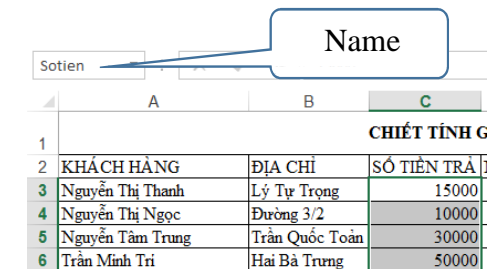 Name
Sotien
A B C
1 CHIẾT TÍNH G
2 KHÁCH HÀNG ĐỊA CHỈ SỐ TIỀN TRẢ
3 Nguyễn Thị Thanh Lý Tự Trọng 15000
4 Nguyễn Thị Ngọc Đường 3/2 10000
5 Nguyễn Tâm Trung Trần Quốc Toản 30000
6 Trần Minh Trí Hai Bà Trưng 50000